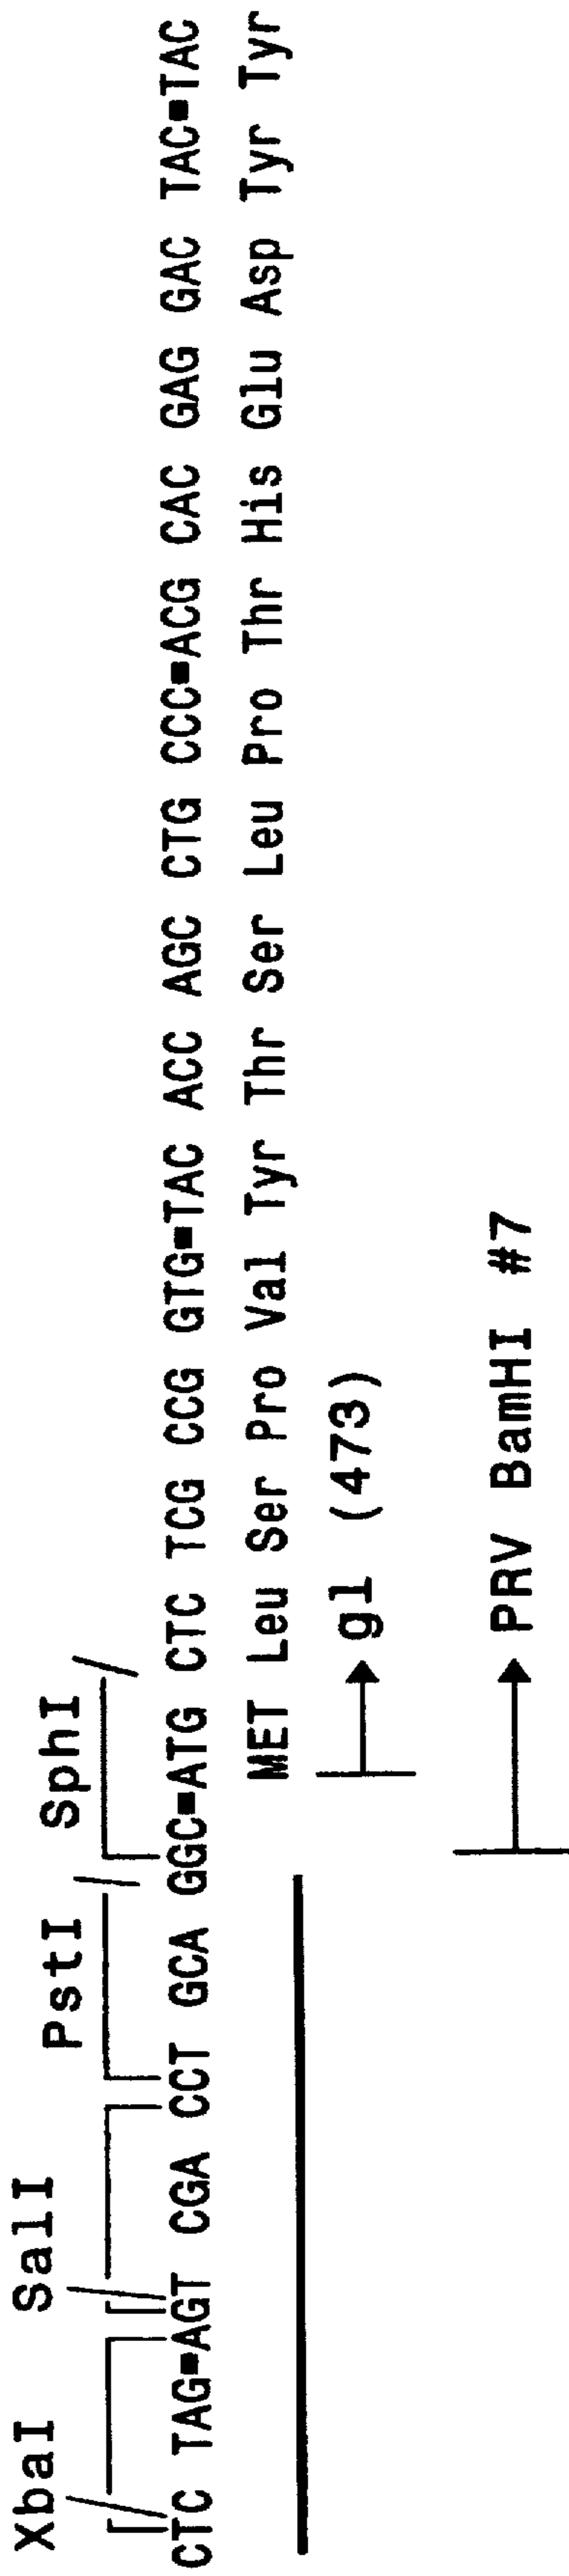 XbaI SalI PstI SphI
CTC TAG■AGT CGA CCT GCA GGC■ATG CTC TCG CCG GTG■TAC ACC AGC CTG CCC■ACG CAC GAG GAC TAC■TAC
MET Leu Ser Pro Val Tyr Thr Ser Leu Pro Thr His Glu Asp Tyr Tyr
gl (473)
PRV BamHI #7